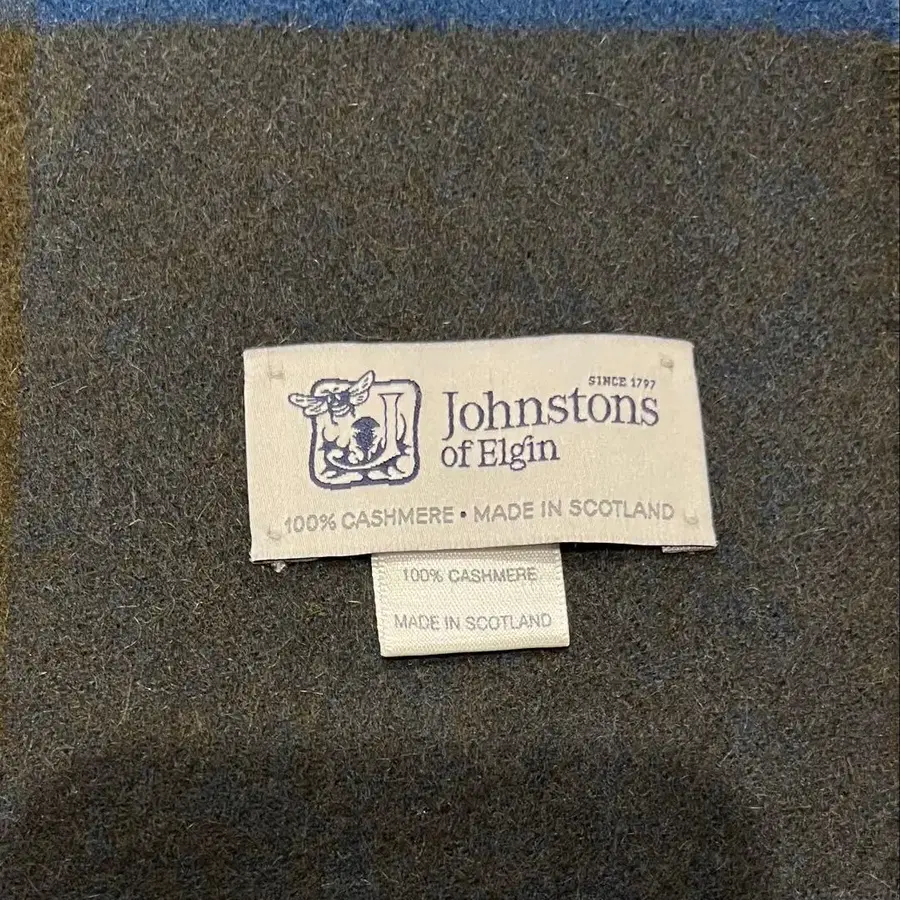 J
SINCE 1797
Johnstons
of Elgin
100% CASHMERE • MADE IN SCOTLAND
100% CASHMERE
MADE IN SCOTLAND